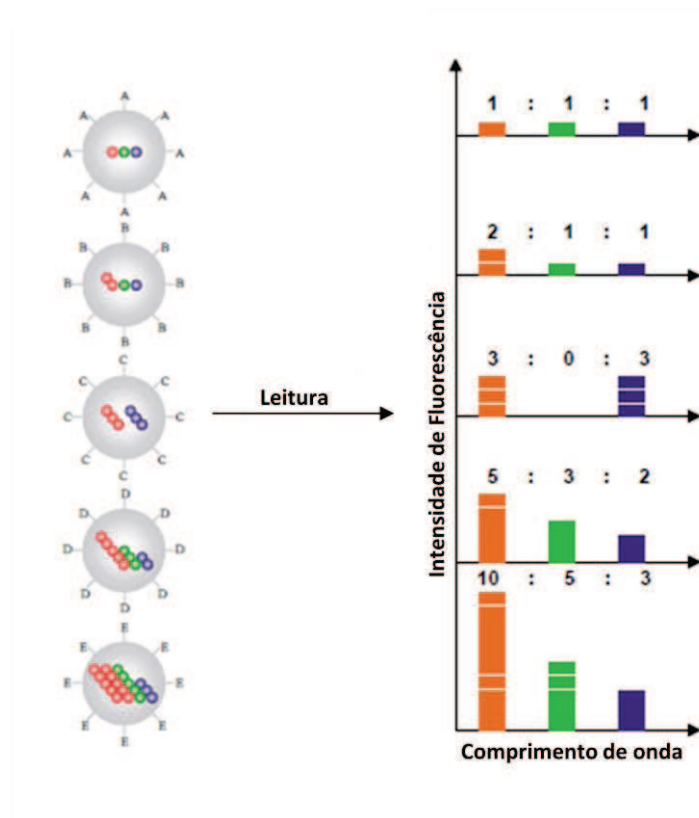 A
A A
A A
A A
A
B
B B
B B
B B
B
C
C C
C C
C C
C
D
D D
D D
D D
D
E
E E
E E
E E
E
Leitura
Intensidade de Fluorescência
1 : 1 : 1
2 : 1 : 1
3 : 0 : 3
5 : 3 : 2
10 : 5 : 3
Comprimento de onda